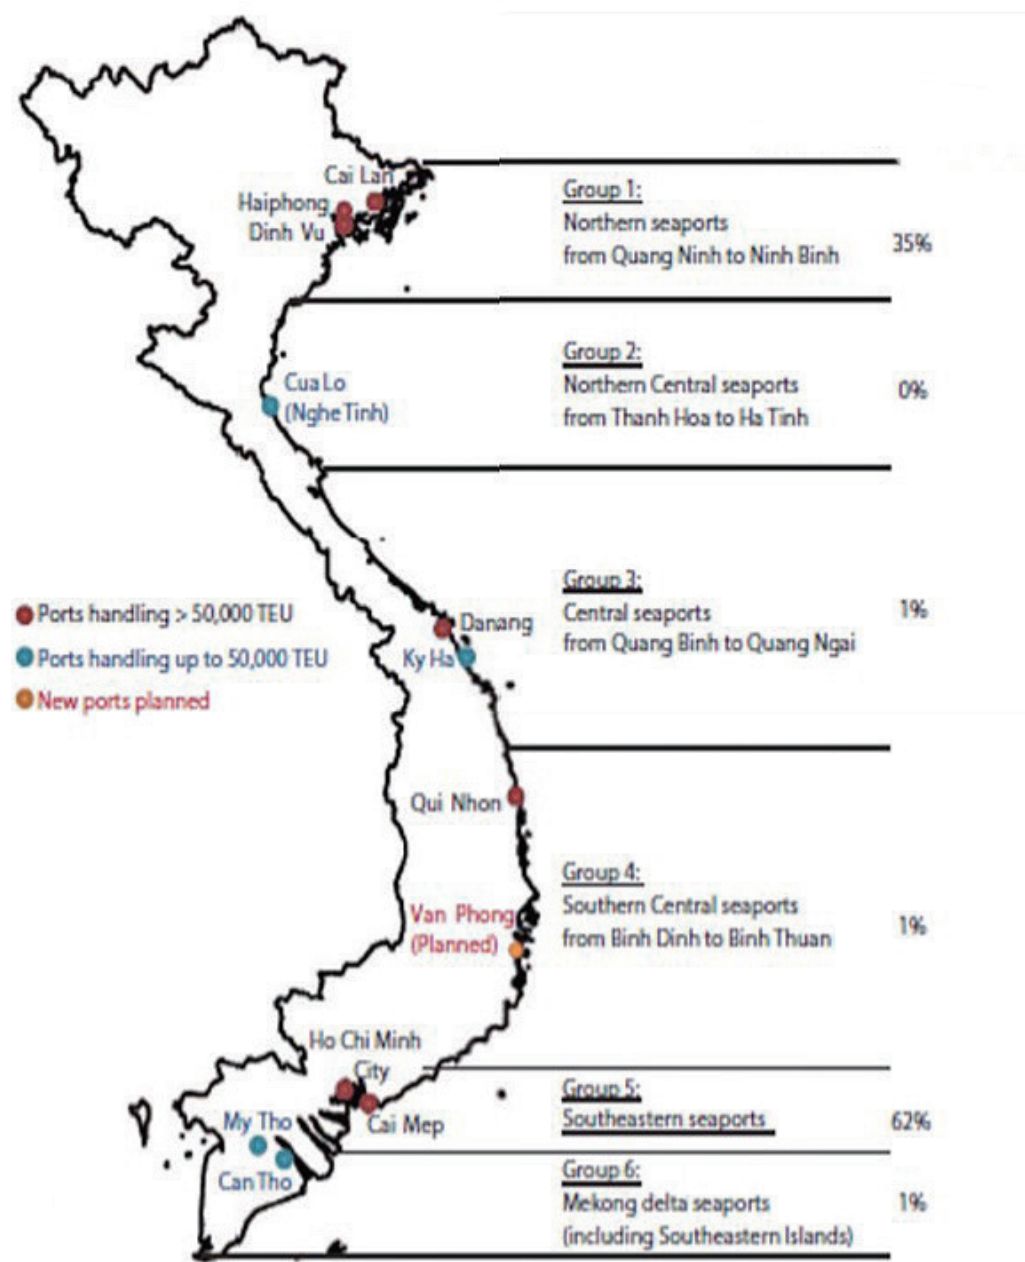 Cai Lan
Haiphong
Dinh Vu
Group 1:
Northern seaports
from Quang Ninh to Ninh Binh
35%
Cua Lo
(Nghe Tinh)
Group 2:
Northern Central seaports
from Thanh Hoa to Ha Tinh
0%
Ports handling > 50,000 TEU
Ports handling up to 50,000 TEU
New ports planned
Danang
Ky Ha
Group 3:
Central seaports
from Quang Binh to Quang Ngai
1%
Qui Nhon
Van Phong
(Planned)
Group 4:
Southern Central seaports
from Binh Dinh to Binh Thuan
1%
Ho Chi Minh
City
Cai Mep
Group 5:
Southeastern seaports
62%
My Tho
Can Tho
Group 6:
Mekong delta seaports
(including Southeastern Islands)
1%